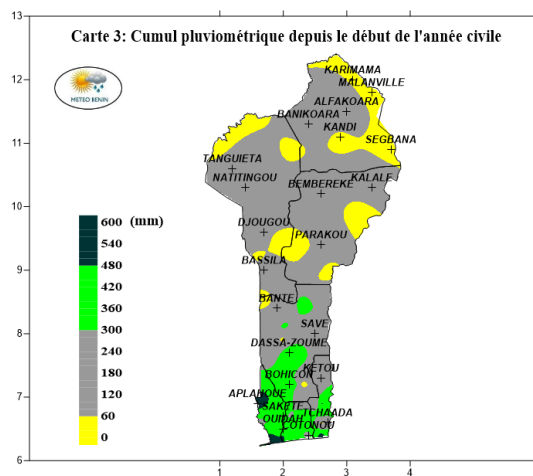 Carte 3: Cumul pluviométrique depuis le début de l'année civile
METEO BENIN
13
12
11
10
9
8
7
6
1
2
3
4
600 (mm)
540
480
420
360
300
240
180
120
60
0
KARIMAMA
MALANVILLE
ALFAKOARA
BANIKOARA
KANDI
SEGBANA
TANGUIETA
NATITINGOU
BEMBEREKE
KALALE
DJOUGOU
PARAKOU
BASSILA
BANTE
SAVE
DASSA-ZOUME
KETOU
BOHICON
APLAHOUE
SAKETE
TCHAADA
OUIDAH
COTONOU